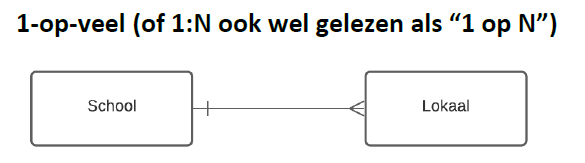 1-op-veel (of 1:N ook wel gelezen als “1 op N”)
School
Lokaal